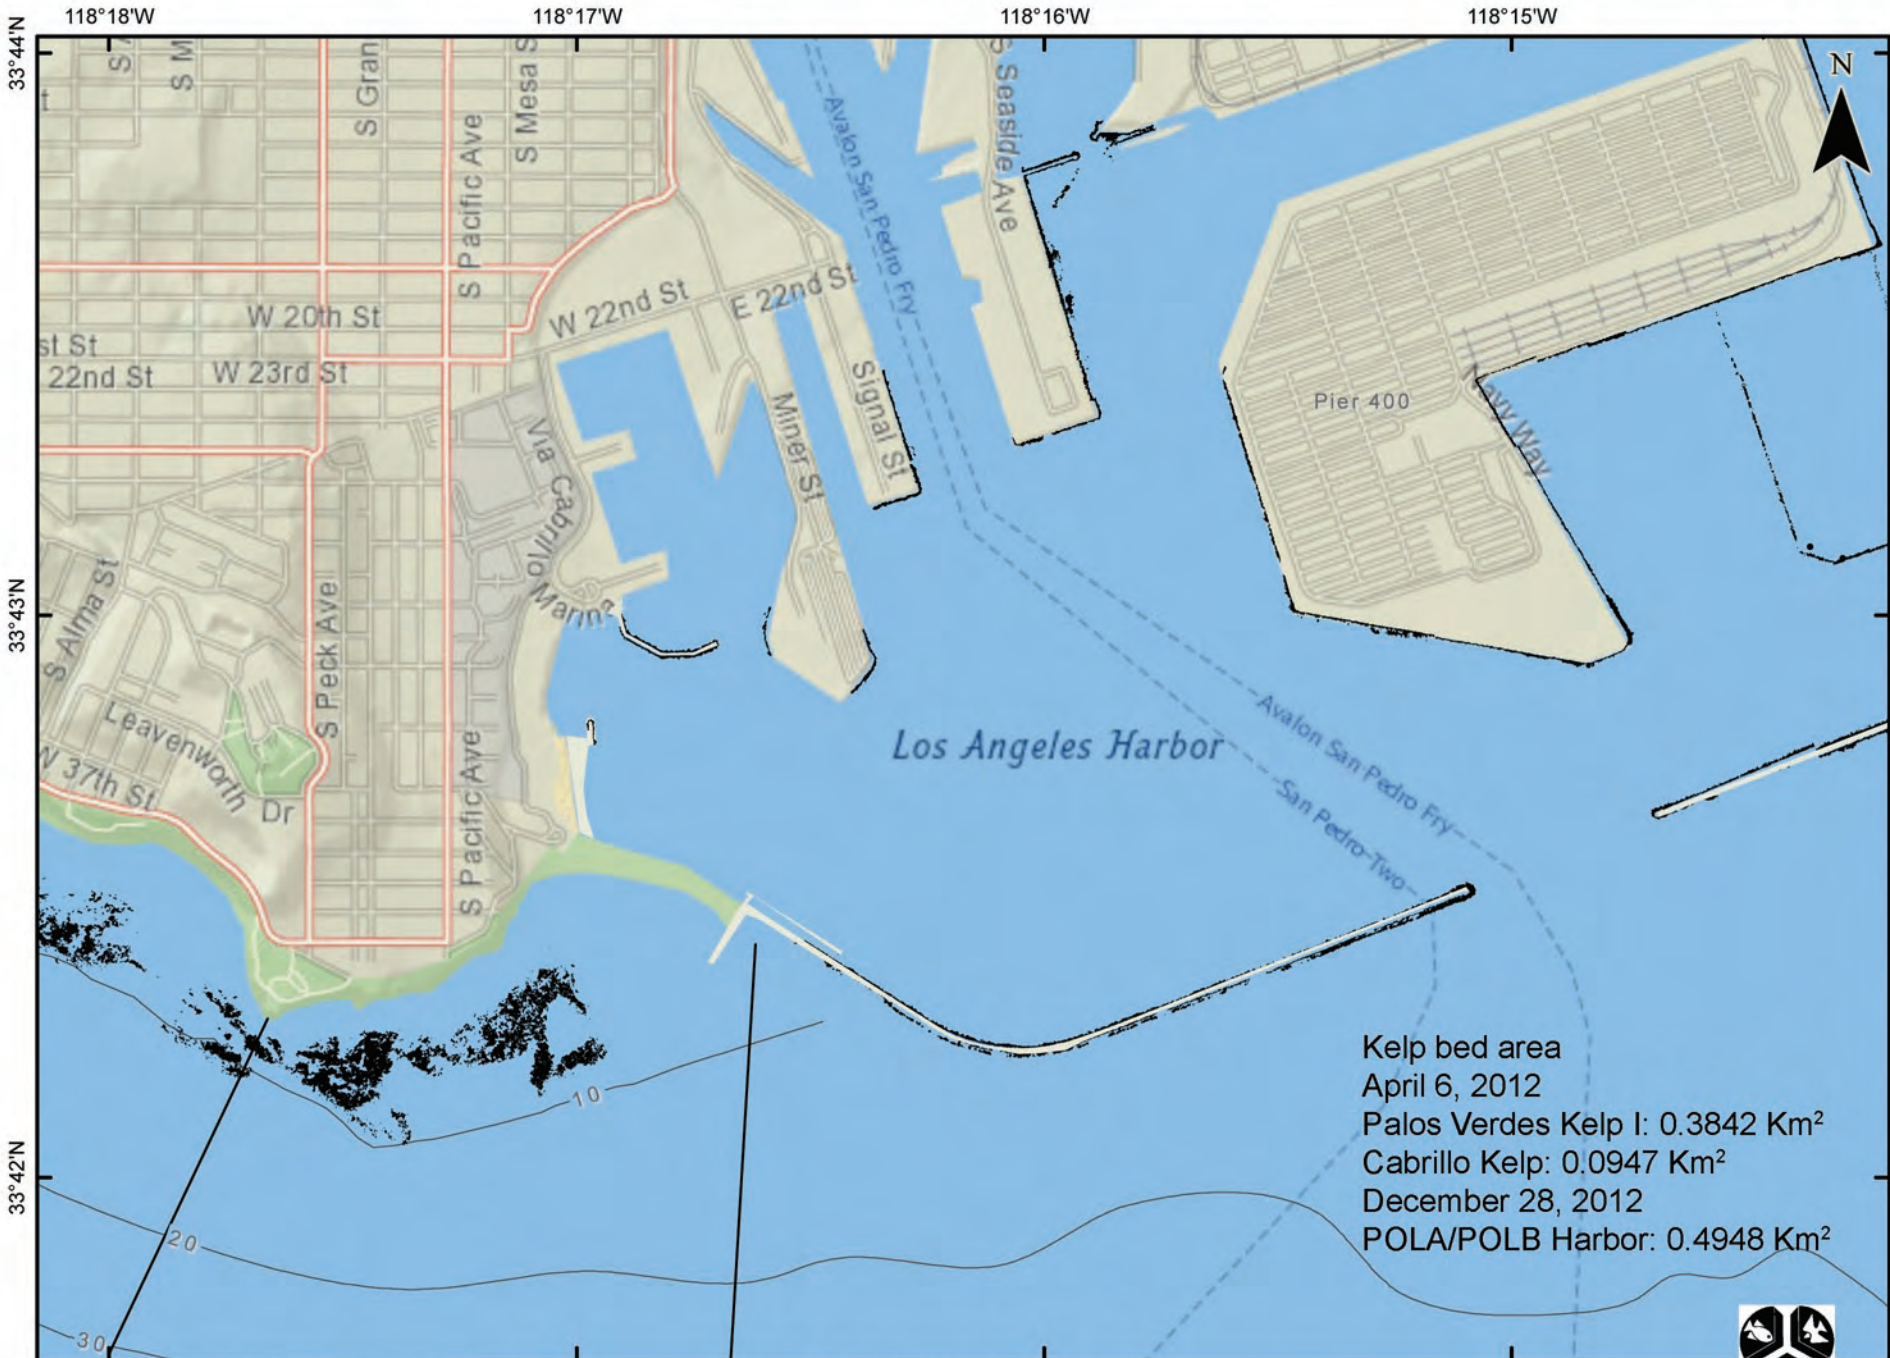 118°18'W
118°17'W
118°16'W
118°15'W
33°44'N
33°43'N
33°42'N
N
S M
S Gran
S Mesa S
S Pacific Ave
S Seaside Ave
Avalon San Pedro Fry
W 20th St
W 22nd St
E 22nd St
st St
22nd St
W 23rd St
Signal St
Miner St
Via Cabrillo Marina
Pier 400
Navy Way
S Alma St
S Peck Ave
Leavenworth Dr
W 37th St
S Pacific Ave
Los Angeles Harbor
Avalon San Pedro Fry
San Pedro-Two
10
20
30
Kelp bed area
April 6, 2012
Palos Verdes Kelp I: 0.3842 Km²
Cabrillo Kelp: 0.0947 Km²
December 28, 2012
POLA/POLB Harbor: 0.4948 Km²